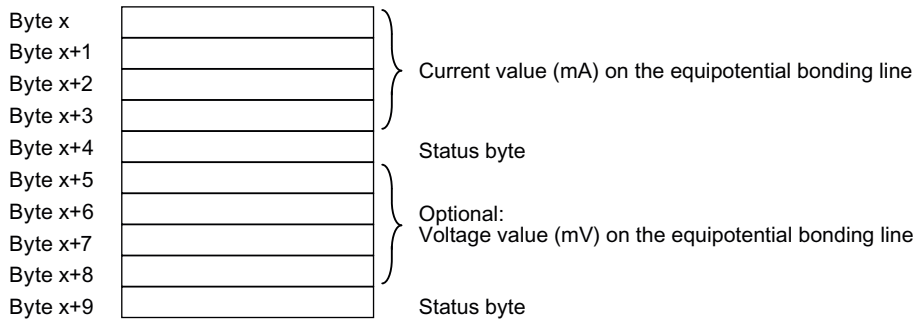 Byte x
Byte x+1
Byte x+2
Byte x+3
Current value (mA) on the equipotential bonding line
Byte x+4
Status byte
Byte x+5
Byte x+6
Byte x+7
Byte x+8
Optional:
Voltage value (mV) on the equipotential bonding line
Byte x+9
Status byte